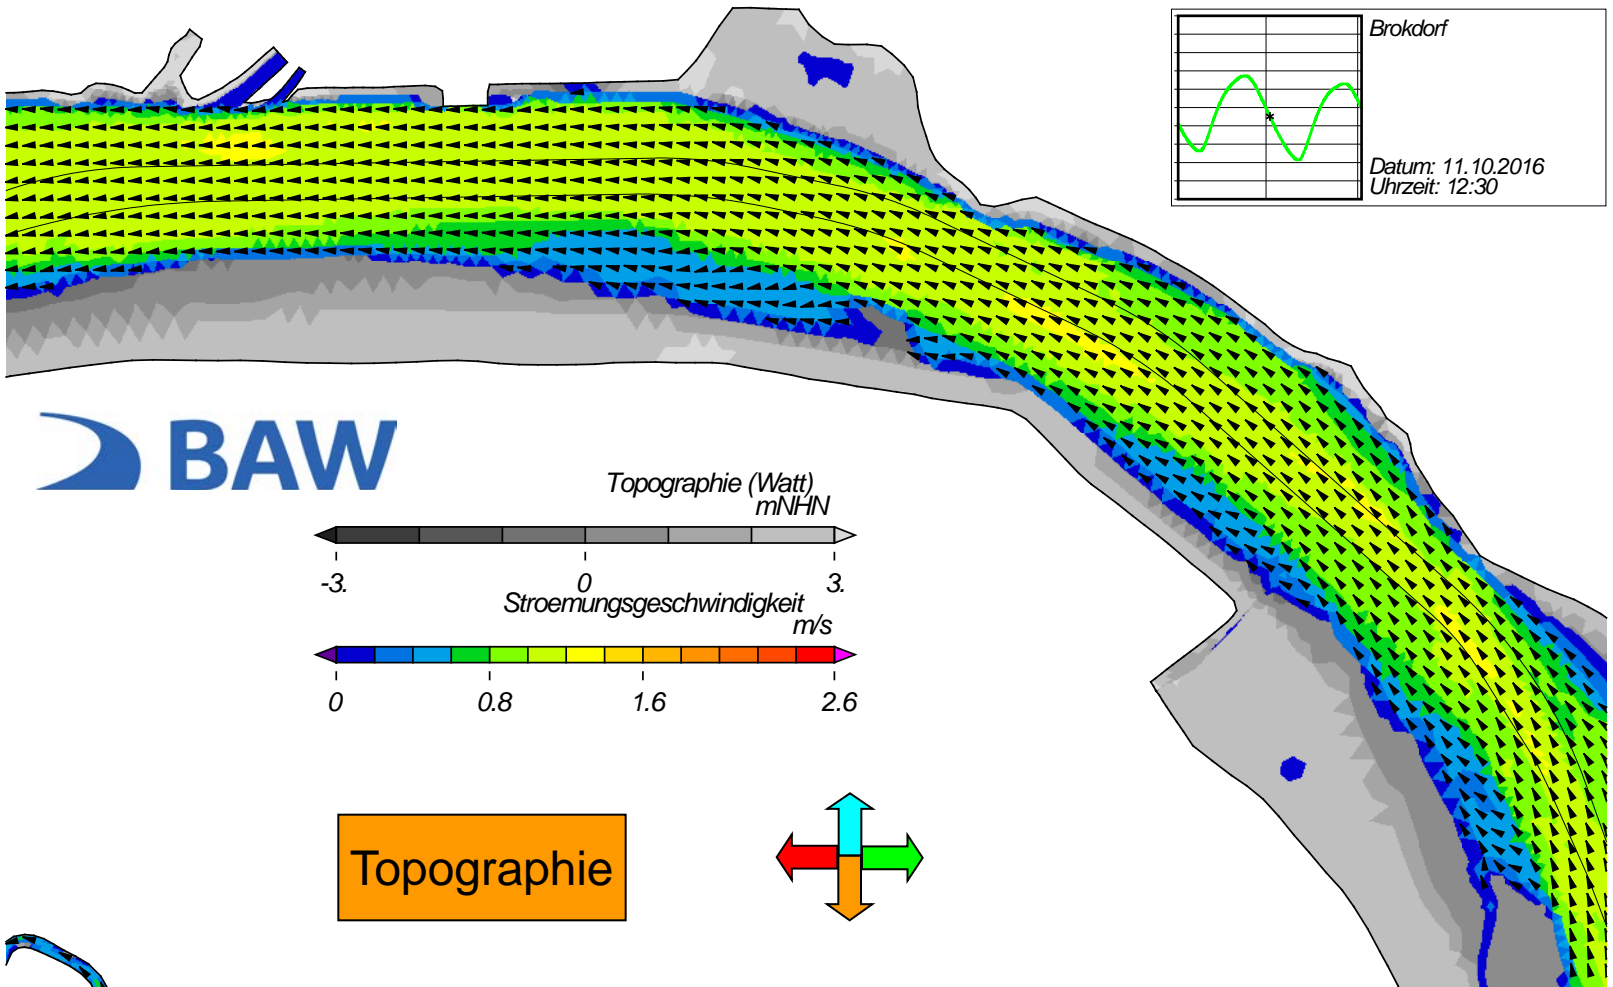 Brokdorf
Datum: 11.10.2016
Uhrzeit: 12:30
BAW
Topographie (Watt)
mNHN
-3. 0 3.
Stroemungsgeschwindigkeit
m/s
0 0.8 1.6 2.6
Topographie